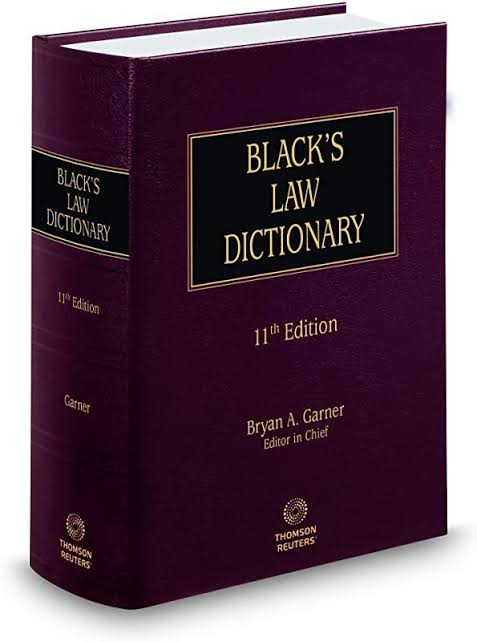 BLACK'S
LAW
DICTIONARY
11th Edition
Garner
THOMSON
REUTERS®
BLACK'S
LAW
DICTIONARY
11th Edition
Bryan A. Garner
Editor in Chief
THOMSON
REUTERS®